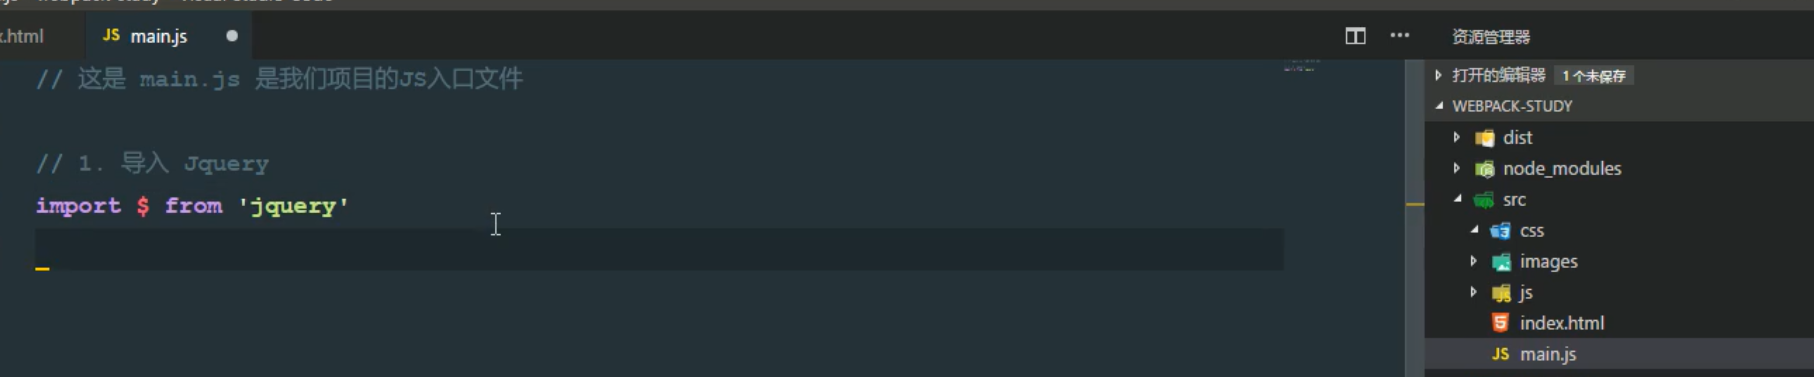 .html
JS main.js
资源管理器
// 这是 main.js 是我们项目的JS入口文件
// 1. 导入 Jquery
import $ from 'jquery'
打开的编辑器 1个未保存
WEBPACK-STUDY
dist
node_modules
src
css
images
js
index.html
JS main.js